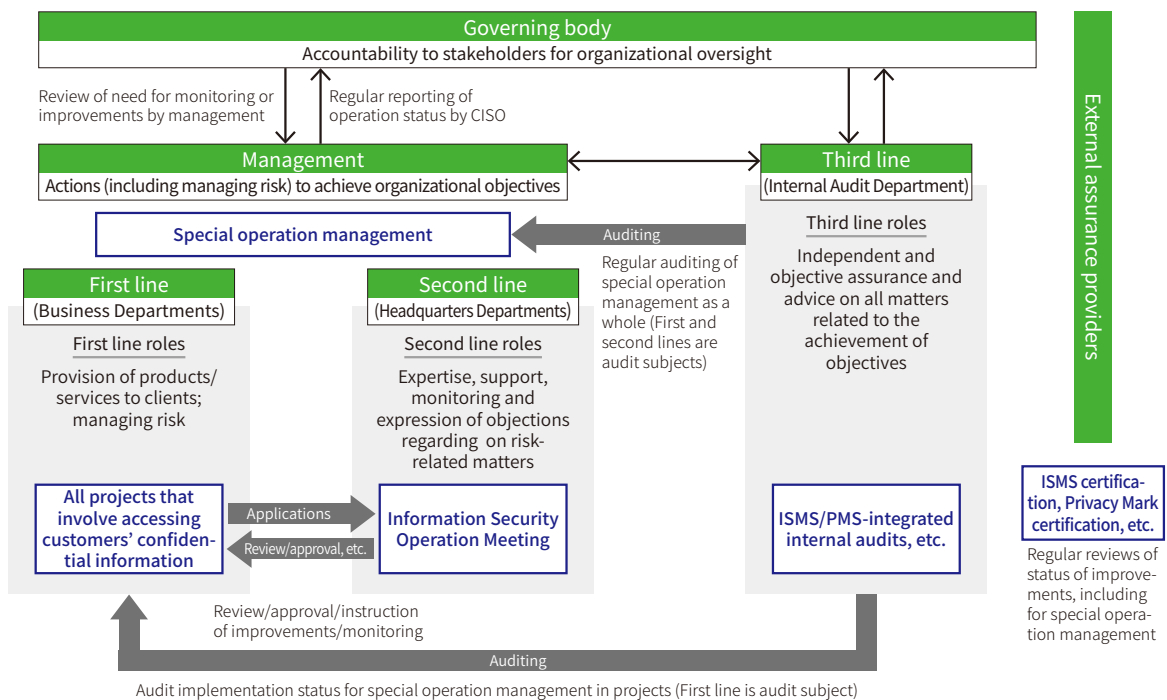 Governing body
Accountability to stakeholders for organizational oversight
Review of need for monitoring or
improvements by management
Regular reporting of
operation status by CISO
Management
Actions (including managing risk) to achieve organizational objectives
Third line
(Internal Audit Department)
External assurance providers
Special operation management
Auditing
Regular auditing of
special operation
management as a
whole (First and
second lines are
audit subjects)
Third line roles
Independent and
objective assurance and
advice on all matters
related to the
achievement of
objectives
First line
(Business Departments)
First line roles
Provision of products/
services to clients;
managing risk
Second line
(Headquarters Departments)
Second line roles
Expertise, support,
monitoring and
expression of objections
regarding on risk-
related matters
All projects that
involve accessing
customers’ confiden-
tial information
Applications
Review/approval, etc.
Information Security
Operation Meeting
ISMS/PMS-integrated
internal audits, etc.
ISMS certifica-
tion, Privacy Mark
certification, etc.
Regular reviews of
status of improve-
ments, including
for special opera-
tion management
Review/approval/instruction
of improvements/monitoring
Auditing
Audit implementation status for special operation management in projects (First line is audit subject)